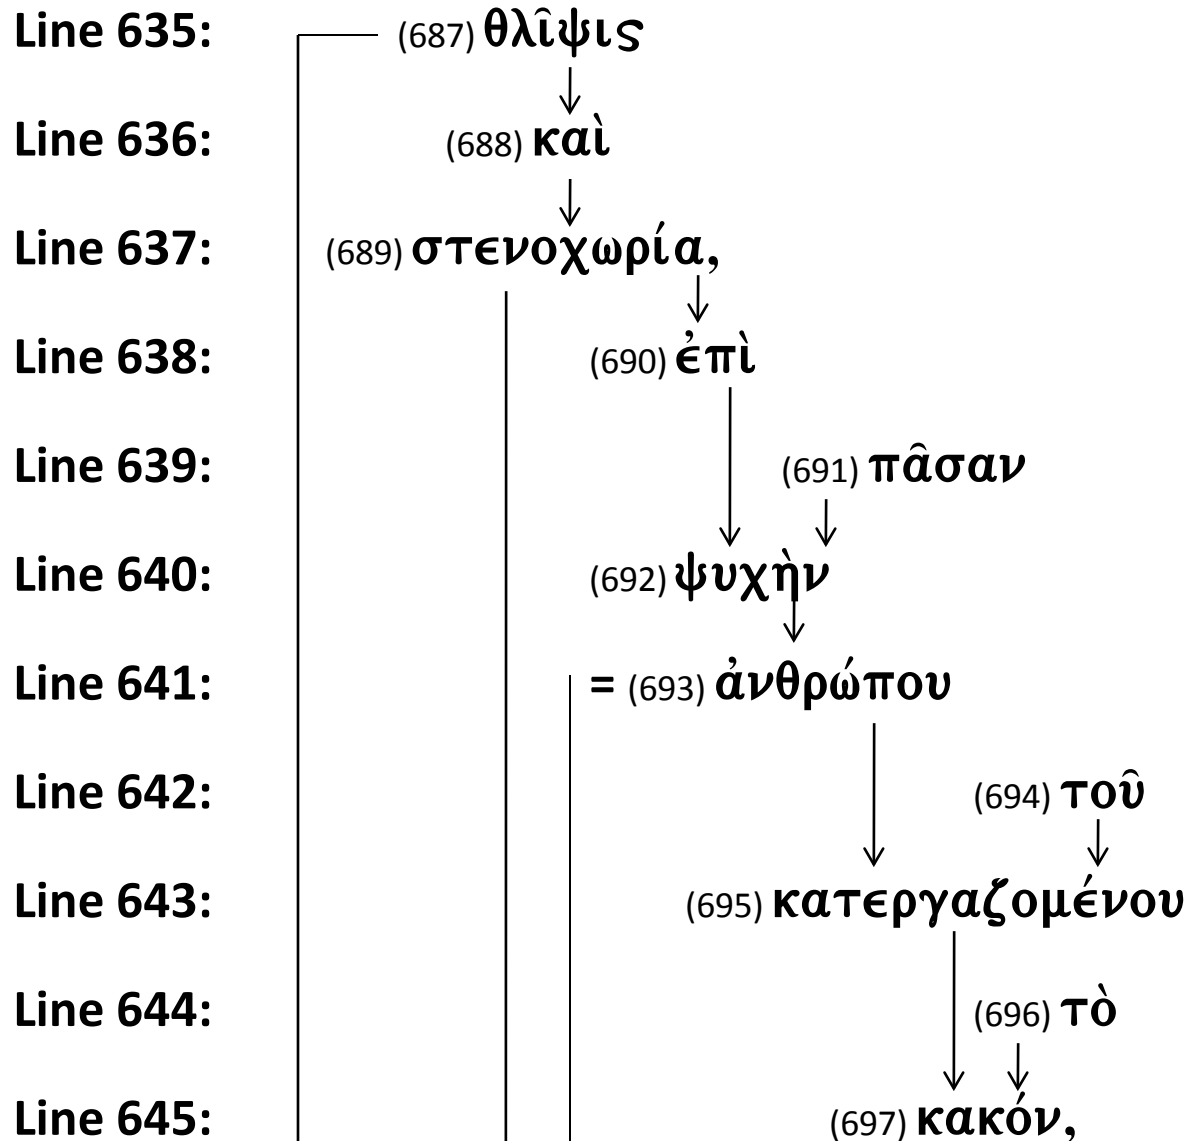 Line 635: (687) θλῖψις
Line 636: (688) καὶ
Line 637: (689) στενοχωρία,
Line 638: (690) ἐπὶ
Line 639: (691) πᾶσαν
Line 640: (692) ψυχὴν
Line 641: = (693) ἀνθρώπου
Line 642: (694) τοῦ
Line 643: (695) κατεργαζομένου
Line 644: (696) τὸ
Line 645: (697) κακόν,